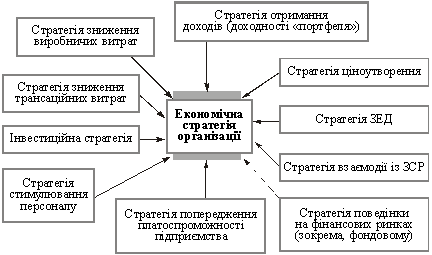 Стратегія зниження
виробничих витрат
Стратегія отримання
доходів (доходності «портфеля»)
Стратегія зниження
трансаційних витрат
Стратегія ціноутворення
Економічна
стратегія
організації
Стратегія ЗЕД
Інвестиційна стратегія
Стратегія взаємодії із ЗСР
Стратегія
стимулювання
персоналу
Стратегія попередження
платоспроможності
підприємства
Стратегія поведінки
на фінансових ринках
(зокрема, фондовому)